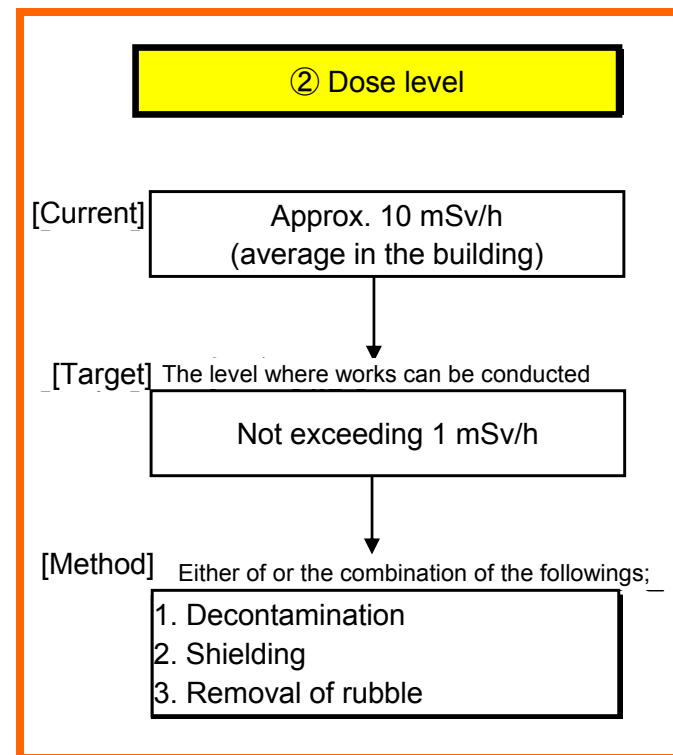 ② Dose level
[Current]
Approx. 10 mSv/h
(average in the building)
[Target] The level where works can be conducted
Not exceeding 1 mSv/h
[Method] Either of or the combination of the followings;
1. Decontamination
2. Shielding
3. Removal of rubble